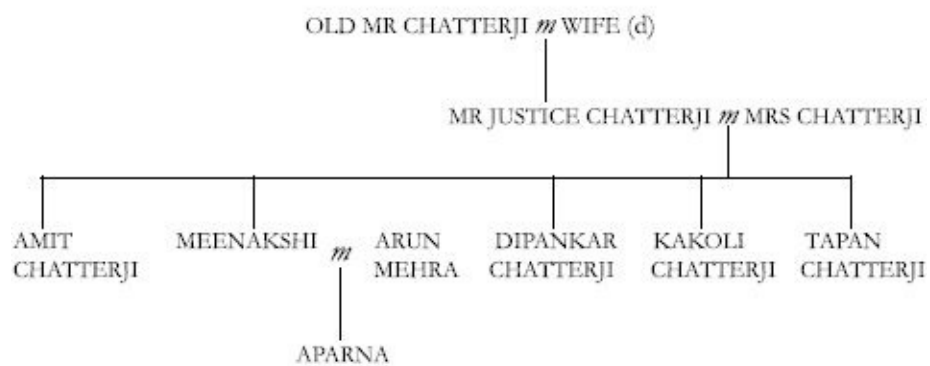 OLD MR CHATTERJI m WIFE (d)
MR JUSTICE CHATTERJI m MRS CHATTERJI
AMIT CHATTERJI
MEENAKSHI m ARUN MEHRA
DIPANKAR CHATTERJI
KAKOLI CHATTERJI
TAPAN CHATTERJI
APARNA